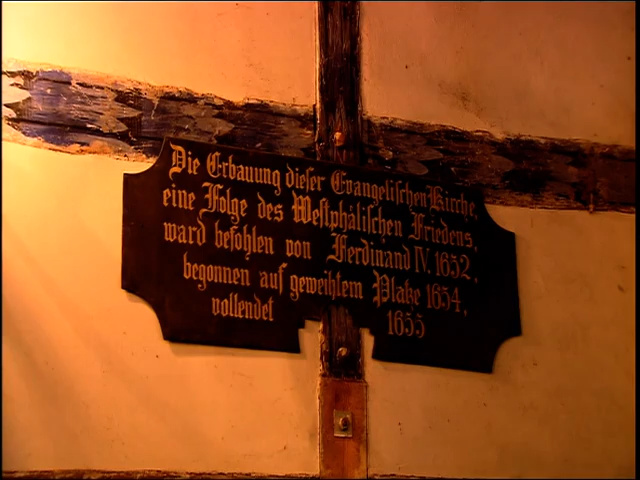 Die Erbauung dieſer Evangeliſchen Kirche,
eine Folge des Weſtphäliſchen Friedens,
ward befohlen von Ferdinand IV. 1652,
begonnen auf geweihtem Platze 1654,
vollendet 1655